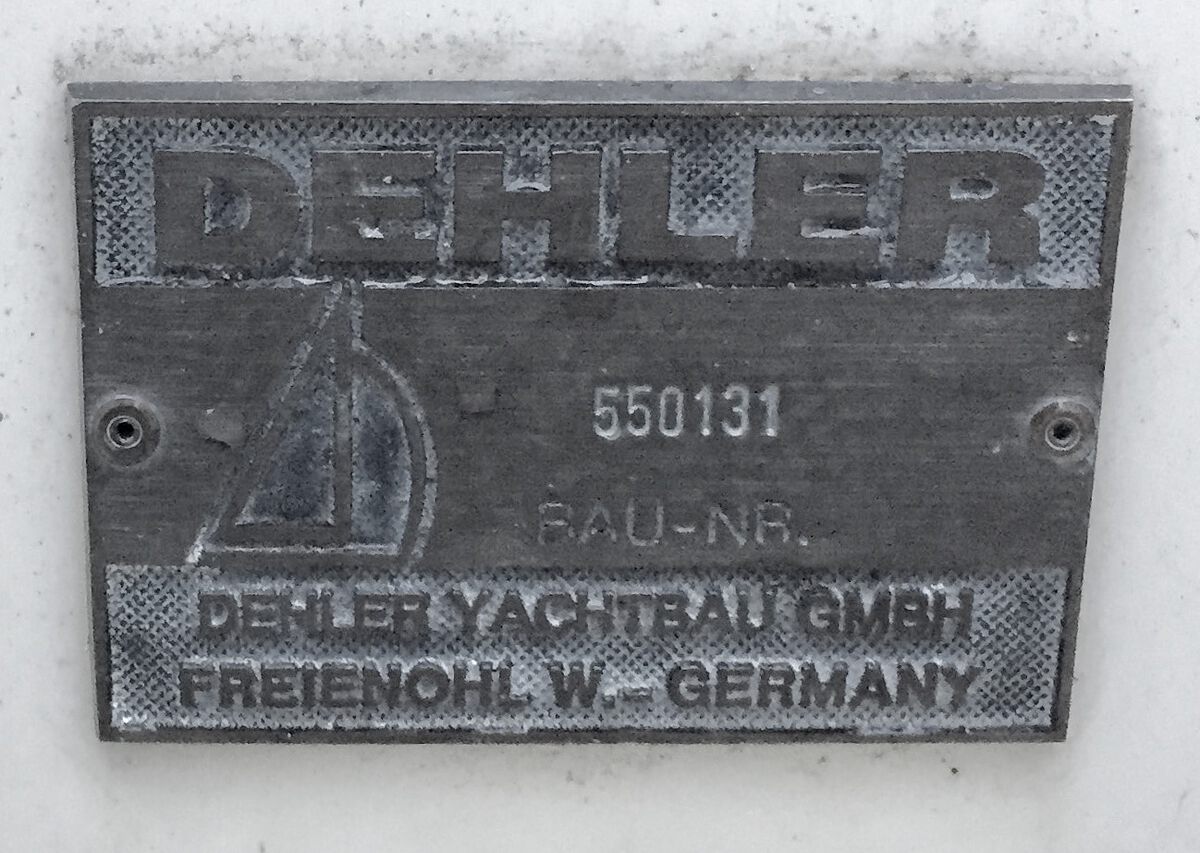 DEHLER
550131
BAU-NR.
DEHLER YACHTBAU GMBH
FREIENOHL W.-GERMANY